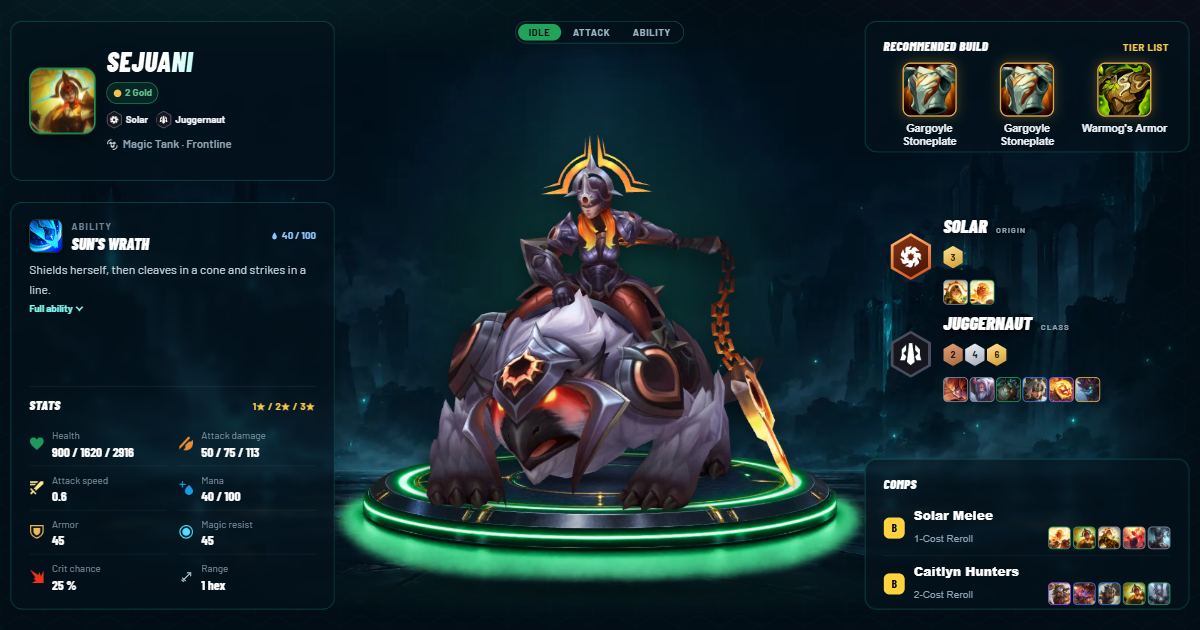 IDLE ATTACK ABILITY
SEJUANI
2 Gold
Solar Juggernaut
Magic Tank · Frontline
ABILITY
SUN'S WRATH
40 / 100
Shields herself, then cleaves in a cone and strikes in a
line.
Full ability
STATS
1★ / 2★ / 3★
Health
900 / 1620 / 2916
Attack damage
50 / 75 / 113
Attack speed
0.6
Mana
40 / 100
Armor
45
Magic resist
45
Crit chance
25 %
Range
1 hex
RECOMMENDED BUILD
TIER LIST
Gargoyle
Stoneplate
Gargoyle
Stoneplate
Warmog's Armor
SOLAR ORIGIN
3
JUGGERNAUT CLASS
2 4 6
COMPS
B
Solar Melee
1-Cost Reroll
B
Caitlyn Hunters
2-Cost Reroll